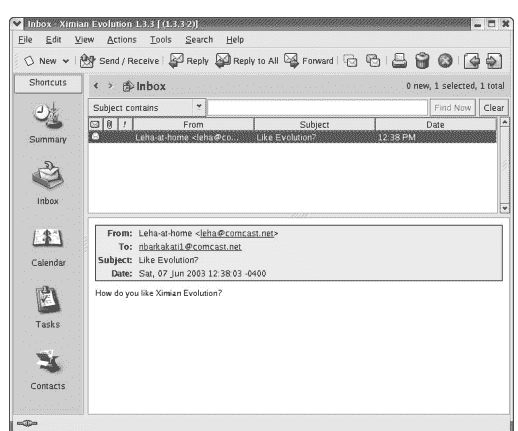 Inbox - Ximian Evolution 1.3.3 [ (1.3.3-2)]
File Edit View Actions Tools Search Help
New Send / Receive Reply Reply to All Forward
Shortcuts
Inbox
0 new, 1 selected, 1 total
Subject contains
Find Now Clear
! From Subject Date
Leha-at-home <leha@co... Like Evolution? 12:38 PM
Summary
Inbox
Calendar
Tasks
Contacts
From: Leha-at-home <leha@comcast.net>
To: nbarkakati1@comcast.net
Subject: Like Evolution?
Date: Sat, 07 Jun 2003 12:38:03 -0400
How do you like Ximian Evolution?